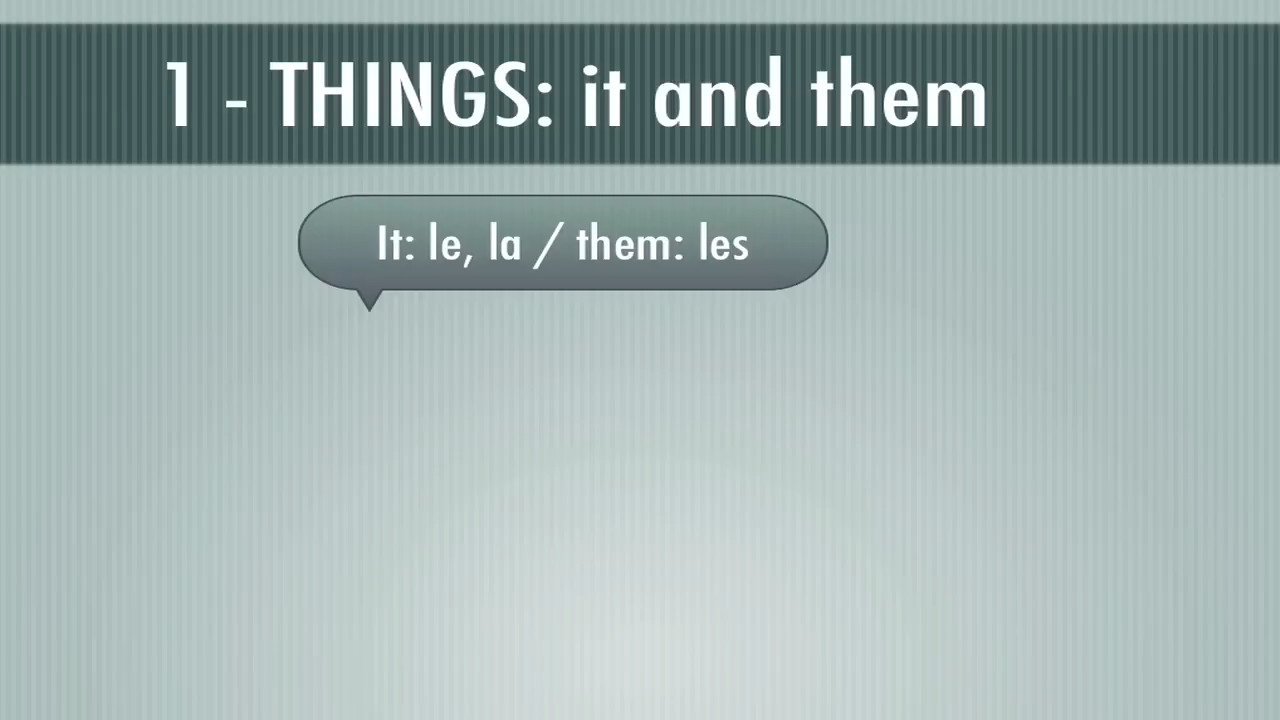 1 - THINGS: it and them
It: le, la / them: les